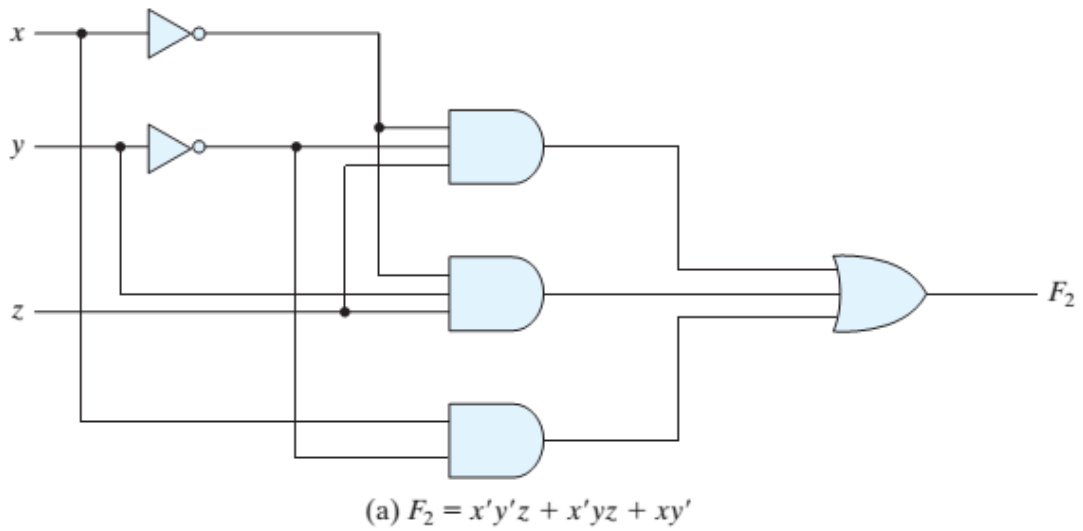 x
y
z
F₂
(a) F₂ = x′y′z + x′yz + xy′